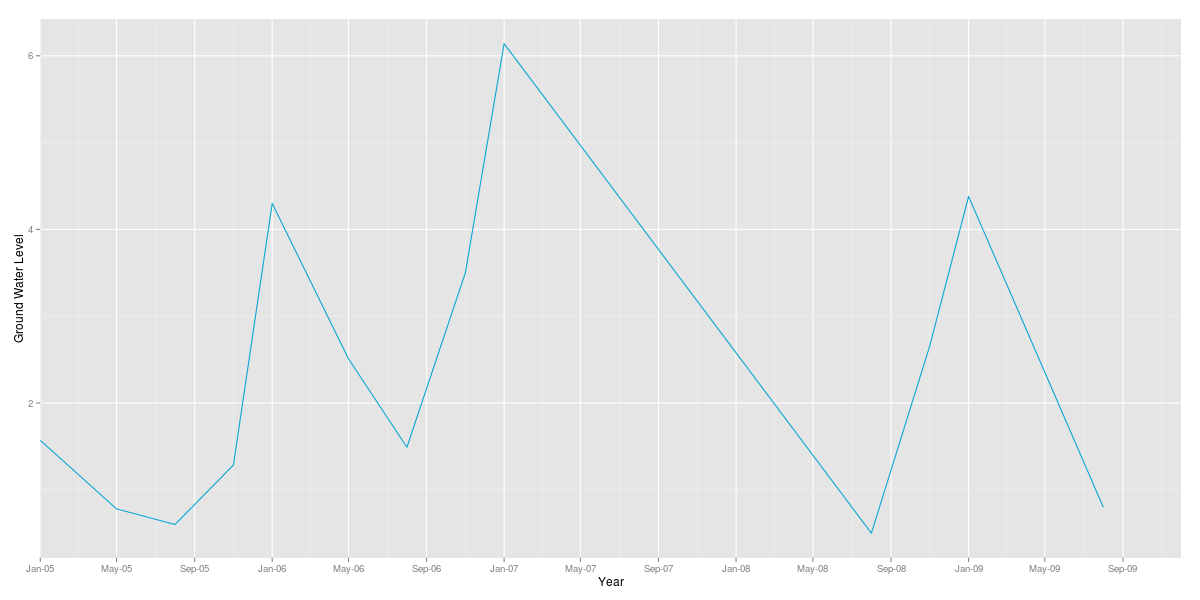 6
4
2
Ground Water Level
Jan-05 May-05 Sep-05 Jan-06 May-06 Sep-06 Jan-07 May-07 Sep-07 Jan-08 May-08 Sep-08 Jan-09 May-09 Sep-09
Year